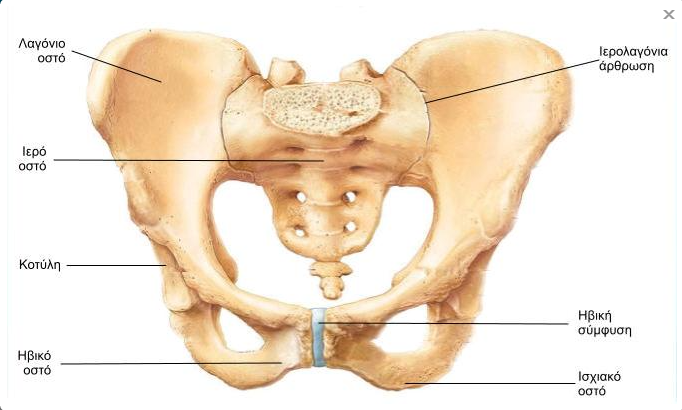 Λαγόνιο
οστό
Ιερολαγόνια
άρθρωση
Ιερό
οστό
Κοτύλη
Ηβική
σύμφυση
Ηβικό
οστό
Ισχιακό
οστό